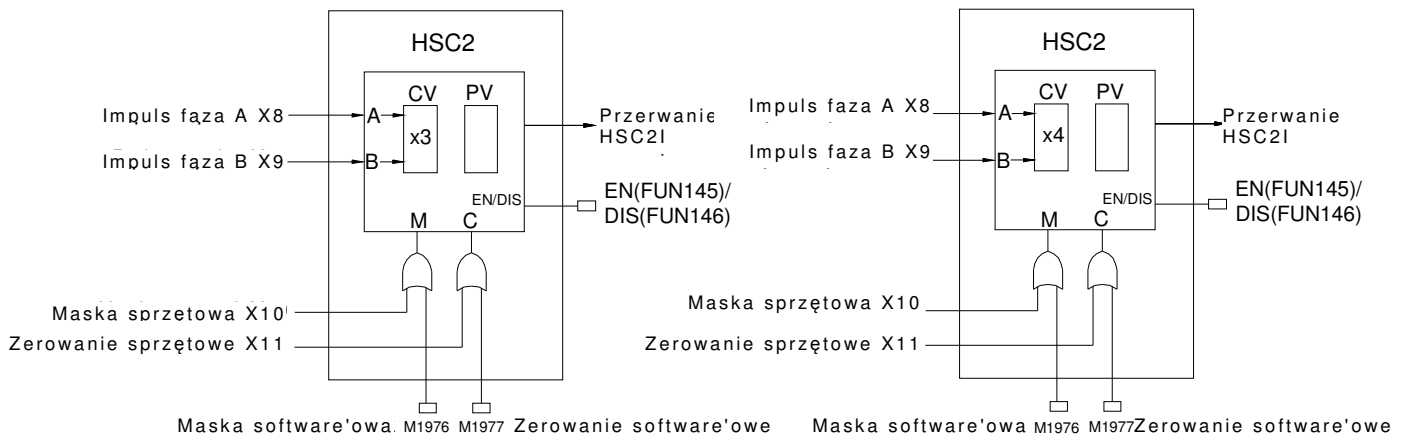 HSC2
CV PV
Impuls fąza A X8
A
x3
Przerwanie
HSC2I
Impuls faza B X9
B
EN/DIS
EN(FUN145)/
DIS(FUN146)
M C
Maska sprzętowa X10
Zerowanie sprzętowe X11
Maska software'owa M1976 M1977 Zerowanie software'owe
HSC2
CV PV
Impuls faza A X8
A
x4
Przerwanie
HSC2I
Impuls faza B X9
B
EN/DIS
EN(FUN145)/
DIS(FUN146)
M C
Maska sprzętowa X10
Zerowanie sprzętowe X11
Maska software'owa M1976 M1977 Zerowanie software'owe